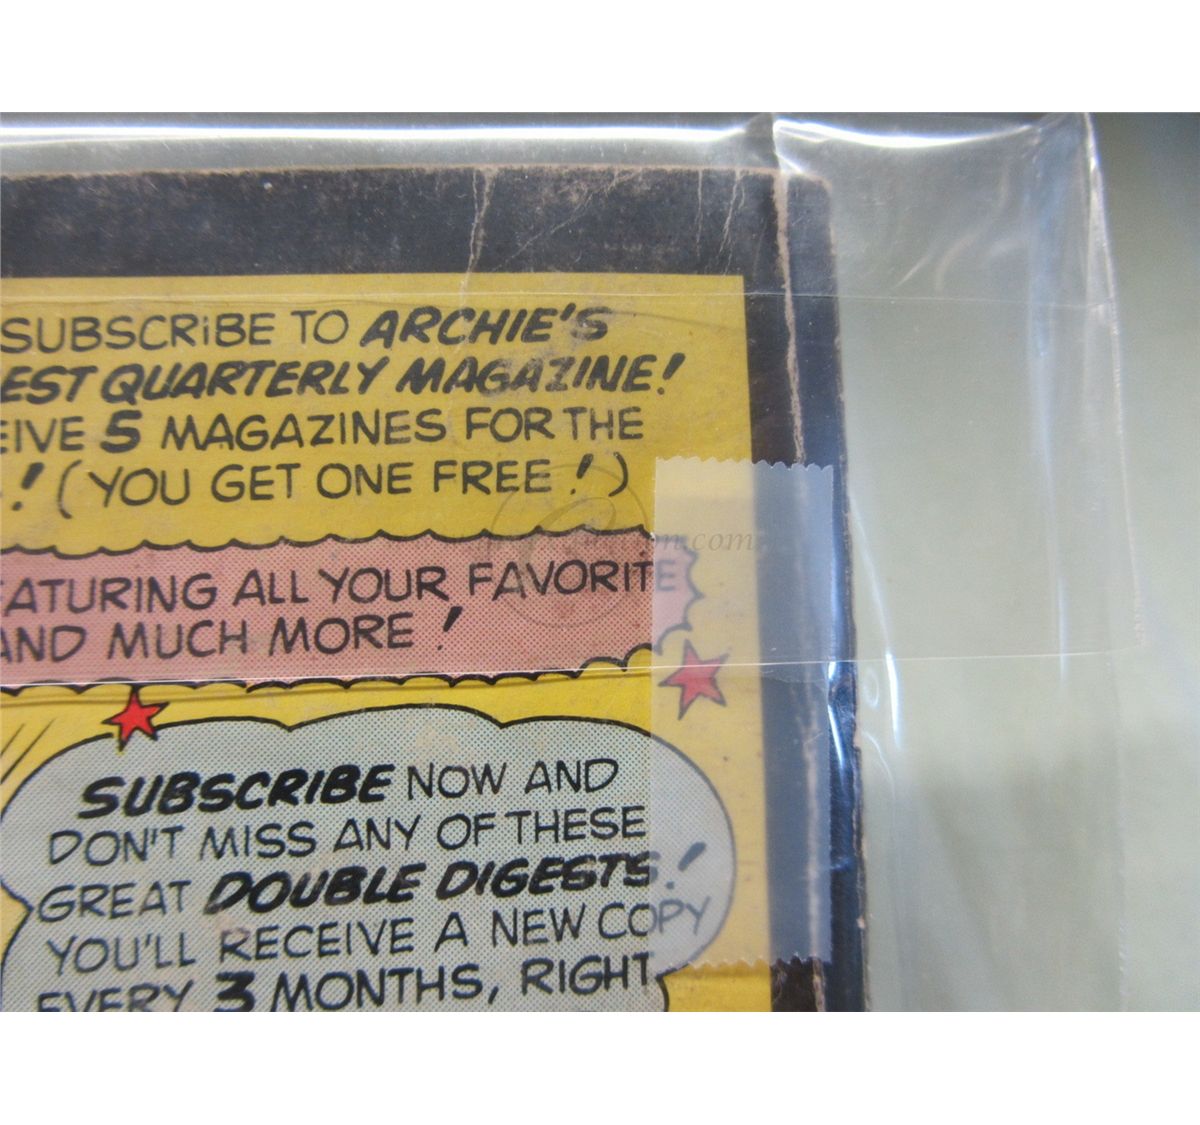 SUBSCRiBE TO ARCHIE'S
EST QUARTERLY MAGAZINE!
EIVE 5 MAGAZINES FOR THE
! (YOU GET ONE FREE!)
EATURING ALL YOUR FAVORITE
AND MUCH MORE!
SUBSCRIBE NOW AND
DON'T MISS ANY OF THESE
GREAT DOUBLE DIGESTS!
YOU'LL RECEIVE A NEW COPY
EVERY 3 MONTHS, RIGHT